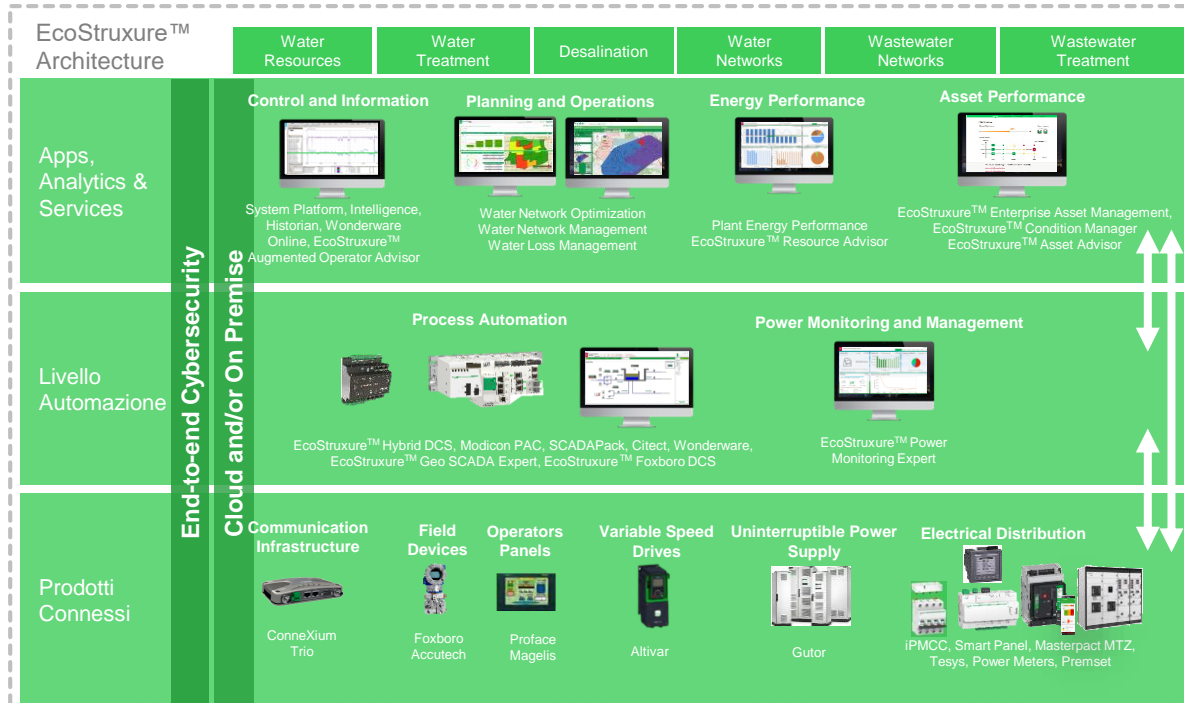 EcoStruxure™
Architecture
Water
Resources
Water
Treatment
Desalination
Water
Networks
Wastewater
Networks
Wastewater
Treatment
End-to-end Cybersecurity
Cloud and/or On Premise
Apps,
Analytics &
Services
Control and Information
System Platform, Intelligence,
Historian, Wonderware
Online, EcoStruxure™
Augmented Operator Advisor
Planning and Operations
Water Network Optimization
Water Network Management
Water Loss Management
Energy Performance
Plant Energy Performance
EcoStruxure™ Resource Advisor
Asset Performance
EcoStruxure™ Enterprise Asset Management,
EcoStruxure™ Condition Manager
EcoStruxure™ Asset Advisor
Livello
Automazione
Process Automation
EcoStruxure™ Hybrid DCS, Modicon PAC, SCADAPack, Citect, Wonderware,
EcoStruxure™ Geo SCADA Expert, EcoStruxure™ Foxboro DCS
Power Monitoring and Management
EcoStruxure™ Power
Monitoring Expert
Prodotti
Connessi
Communication
Infrastructure
ConneXium
Trio
Field
Devices
Foxboro
Accutech
Operators
Panels
Proface
Magelis
Variable Speed
Drives
Altivar
Uninterruptible Power
Supply
Gutor
Electrical Distribution
iPMCC, Smart Panel, Masterpact MTZ,
Tesys, Power Meters, Premset